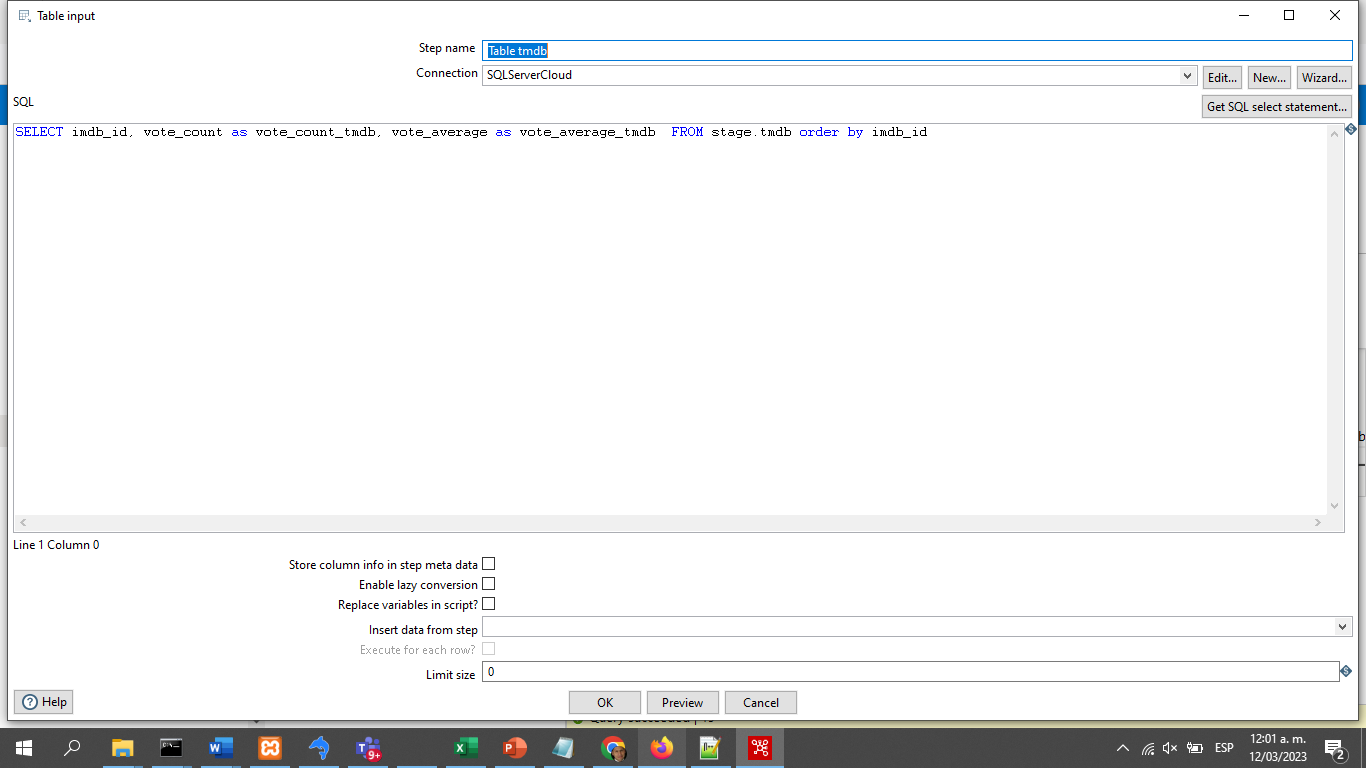 Table input
Step name Table tmdb
Connection SQLServerCloud Edit... New... Wizard...
SQL Get SQL select statement...
SELECT imdb_id, vote_count as vote_count_tmdb, vote_average as vote_average_tmdb  FROM stage.tmdb order by imdb_id
Line 1 Column 0
Store column info in step meta data
Enable lazy conversion
Replace variables in script?
Insert data from step
Execute for each row?
Limit size 0
Help OK Preview Cancel
9+
ESP
12:01 a. m.
12/03/2023
2